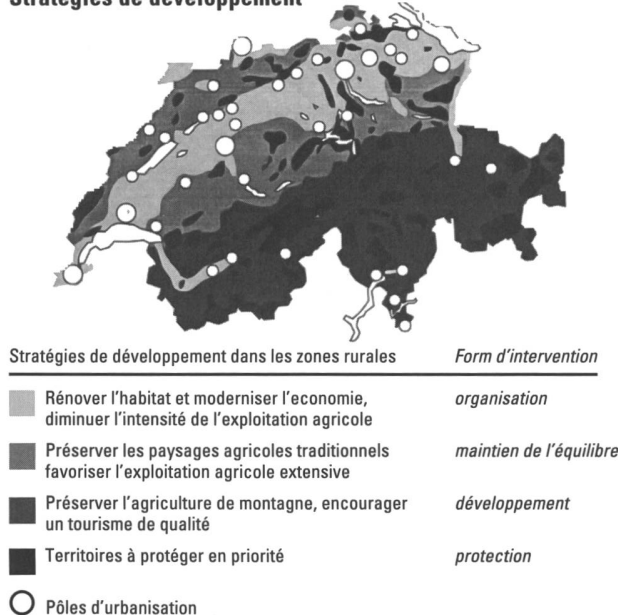 Stratégies de développement
Stratégies de développement dans les zones rurales Form d'intervention
Rénover l'habitat et moderniser l'economie, organisation
diminuer l'intensité de l'exploitation agricole
Préserver les paysages agricoles traditionnels maintien de l'équilibre
favoriser l'exploitation agricole extensive
Préserver l'agriculture de montagne, encourager développement
un tourisme de qualité
Territoires à protéger en priorité protection
Pôles d'urbanisation